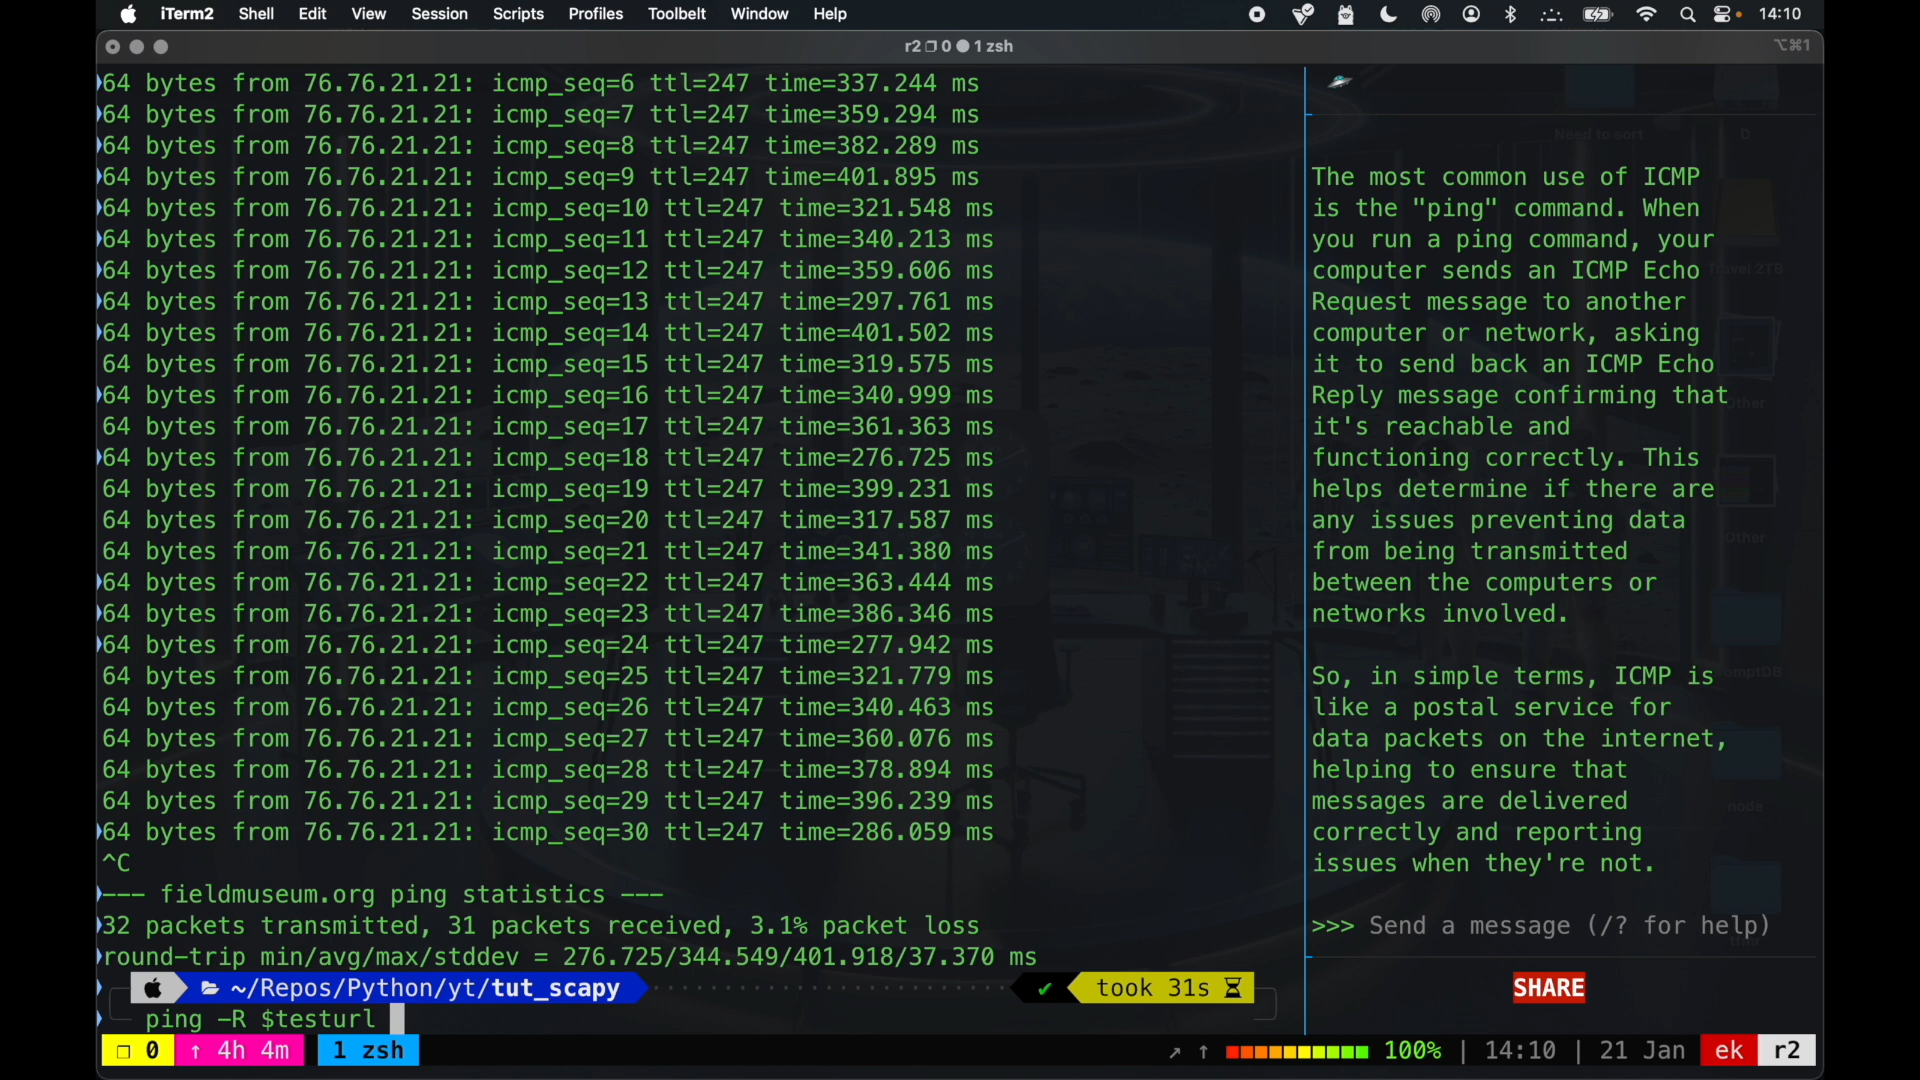 iTerm2 Shell Edit View Session Scripts Profiles Toolbelt Window Help 14:10
r2 0 1 zsh ⌥⌘1
64 bytes from 76.76.21.21: icmp_seq=6 ttl=247 time=337.244 ms
64 bytes from 76.76.21.21: icmp_seq=7 ttl=247 time=359.294 ms
64 bytes from 76.76.21.21: icmp_seq=8 ttl=247 time=382.289 ms
64 bytes from 76.76.21.21: icmp_seq=9 ttl=247 time=401.895 ms
64 bytes from 76.76.21.21: icmp_seq=10 ttl=247 time=321.548 ms
64 bytes from 76.76.21.21: icmp_seq=11 ttl=247 time=340.213 ms
64 bytes from 76.76.21.21: icmp_seq=12 ttl=247 time=359.606 ms
64 bytes from 76.76.21.21: icmp_seq=13 ttl=247 time=297.761 ms
64 bytes from 76.76.21.21: icmp_seq=14 ttl=247 time=401.502 ms
64 bytes from 76.76.21.21: icmp_seq=15 ttl=247 time=319.575 ms
64 bytes from 76.76.21.21: icmp_seq=16 ttl=247 time=340.999 ms
64 bytes from 76.76.21.21: icmp_seq=17 ttl=247 time=361.363 ms
64 bytes from 76.76.21.21: icmp_seq=18 ttl=247 time=276.725 ms
64 bytes from 76.76.21.21: icmp_seq=19 ttl=247 time=399.231 ms
64 bytes from 76.76.21.21: icmp_seq=20 ttl=247 time=317.587 ms
64 bytes from 76.76.21.21: icmp_seq=21 ttl=247 time=341.380 ms
64 bytes from 76.76.21.21: icmp_seq=22 ttl=247 time=363.444 ms
64 bytes from 76.76.21.21: icmp_seq=23 ttl=247 time=386.346 ms
64 bytes from 76.76.21.21: icmp_seq=24 ttl=247 time=277.942 ms
64 bytes from 76.76.21.21: icmp_seq=25 ttl=247 time=321.779 ms
64 bytes from 76.76.21.21: icmp_seq=26 ttl=247 time=340.463 ms
64 bytes from 76.76.21.21: icmp_seq=27 ttl=247 time=360.076 ms
64 bytes from 76.76.21.21: icmp_seq=28 ttl=247 time=378.894 ms
64 bytes from 76.76.21.21: icmp_seq=29 ttl=247 time=396.239 ms
64 bytes from 76.76.21.21: icmp_seq=30 ttl=247 time=286.059 ms
^C
--- fieldmuseum.org ping statistics ---
32 packets transmitted, 31 packets received, 3.1% packet loss
round-trip min/avg/max/stddev = 276.725/344.549/401.918/37.370 ms
~/Repos/Python/yt/tut_scapy ✔ took 31s
ping -R $testurl
The most common use of ICMP
is the "ping" command. When
you run a ping command, your
computer sends an ICMP Echo
Request message to another
computer or network, asking
it to send back an ICMP Echo
Reply message confirming that
it's reachable and
functioning correctly. This
helps determine if there are
any issues preventing data
from being transmitted
between the computers or
networks involved.
So, in simple terms, ICMP is
like a postal service for
data packets on the internet,
helping to ensure that
messages are delivered
correctly and reporting
issues when they're not.
>>> Send a message (/? for help)
SHARE
Need to sort
D
Travel 2TB
Other
Other
PromptDB
node
0 ↑ 4h 4m 1 zsh ↗ ↑ 100% | 14:10 | 21 Jan ek r2